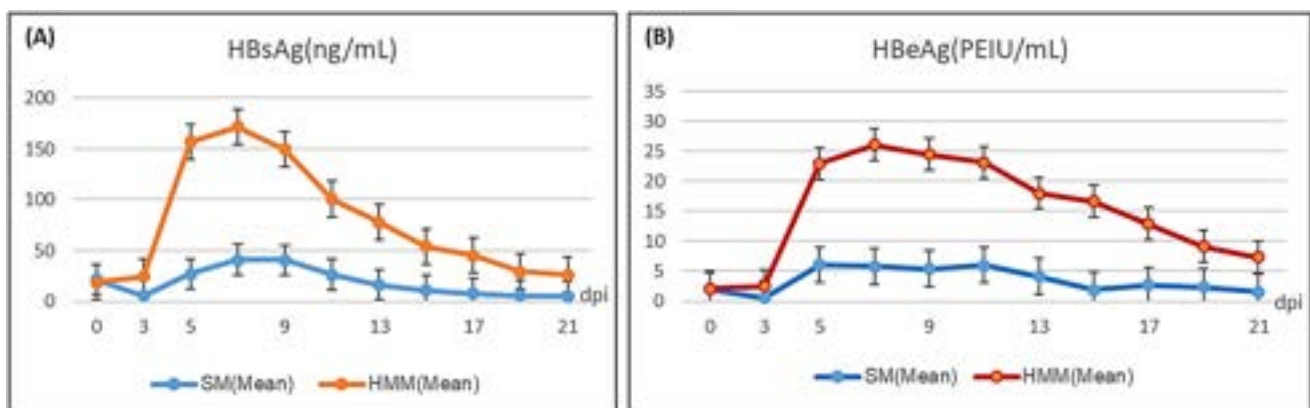 (A)
HBsAg(ng/mL)
200
150
100
50
0
0 3 5 9 13 17 21
dpi
SM(Mean) HMM(Mean)
(B)
HBeAg(PEIU/mL)
35
30
25
20
15
10
5
0
0 3 5 9 13 17 21
dpi
SM(Mean) HMM(Mean)